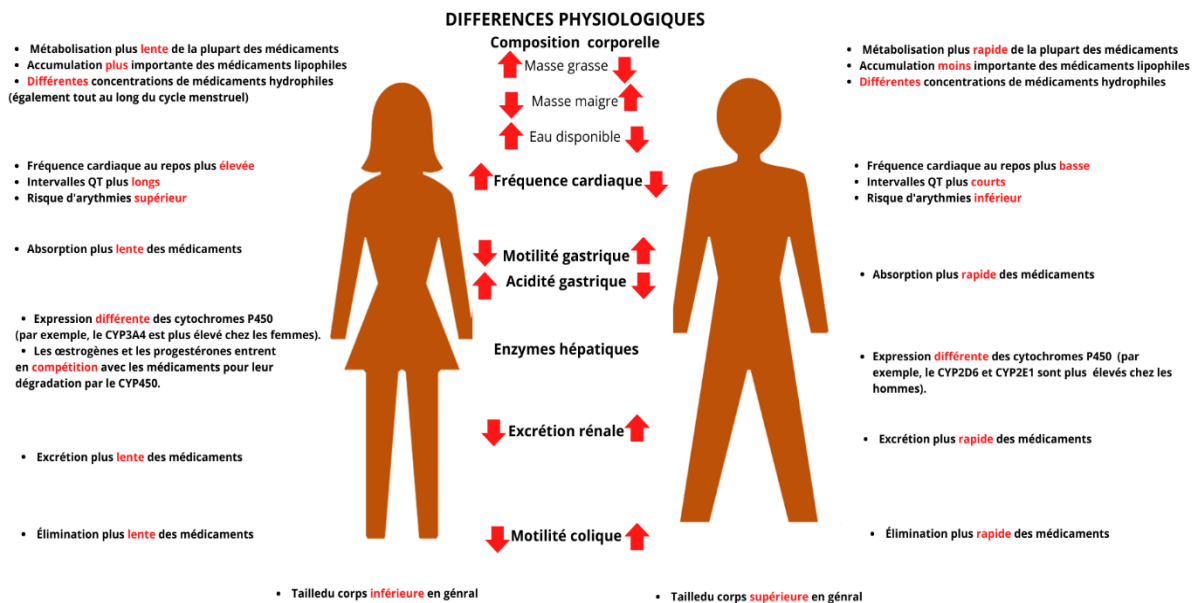 DIFFERENCES PHYSIOLOGIQUES
Composition corporelle
Masse grasse
Masse maigre
Eau disponible
• Métabolisation plus lente de la plupart des médicaments
• Accumulation plus importante des médicaments lipophiles
• Différentes concentrations de médicaments hydrophiles
(également tout au long du cycle menstruel)
• Métabolisation plus rapide de la plupart des médicaments
• Accumulation moins importante des médicaments lipophiles
• Différentes concentrations de médicaments hydrophiles
• Fréquence cardiaque au repos plus élevée
• Intervalles QT plus longs
• Risque d'arythmies supérieur
Fréquence cardiaque
• Fréquence cardiaque au repos plus basse
• Intervalles QT plus courts
• Risque d'arythmies inférieur
• Absorption plus lente des médicaments
Motilité gastrique
Acidité gastrique
• Absorption plus rapide des médicaments
• Expression différente des cytochromes P450
(par exemple, le CYP3A4 est plus élevé chez les femmes).
• Les œstrogènes et les progestérones entrent
en compétition avec les médicaments pour leur
dégradation par le CYP450.
Enzymes hépatiques
• Expression différente des cytochromes P450 (par
exemple, le CYP2D6 et CYP2E1 sont plus élevés chez les
hommes).
• Excrétion plus lente des médicaments
Excrétion rénale
• Excrétion plus rapide des médicaments
• Élimination plus lente des médicaments
Motilité colique
• Élimination plus rapide des médicaments
• Tailledu corps inférieure en génral
• Tailledu corps supérieure en génral